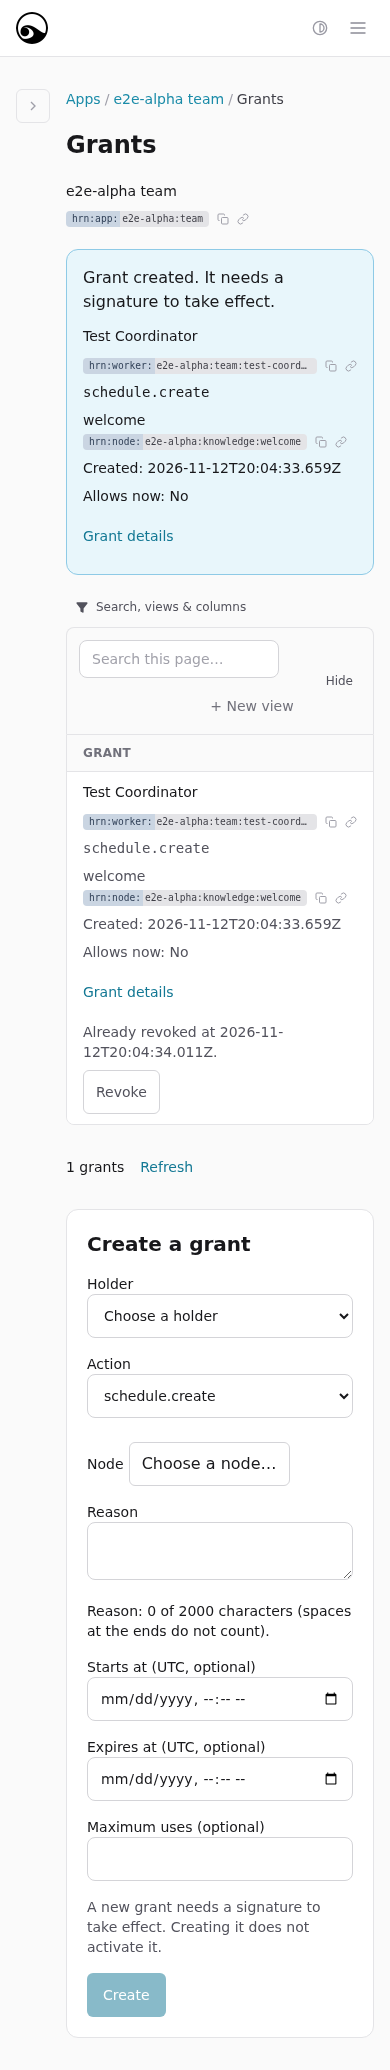 Apps / e2e-alpha team / Grants
Grants
e2e-alpha team
hrn:app: e2e-alpha:team
Grant created. It needs a
signature to take effect.
Test Coordinator
hrn:worker: e2e-alpha:team:test-coord…
schedule.create
welcome
hrn:node: e2e-alpha:knowledge:welcome
Created: 2026-11-12T20:04:33.659Z
Allows now: No
Grant details
Search, views & columns
Search this page...
Hide
+ New view
GRANT
Test Coordinator
hrn:worker: e2e-alpha:team:test-coord…
schedule.create
welcome
hrn:node: e2e-alpha:knowledge:welcome
Created: 2026-11-12T20:04:33.659Z
Allows now: No
Grant details
Already revoked at 2026-11-
12T20:04:34.011Z.
Revoke
1 grants Refresh
Create a grant
Holder
Choose a holder
Action
schedule.create
Node Choose a node...
Reason
Reason: 0 of 2000 characters (spaces
at the ends do not count).
Starts at (UTC, optional)
mm/dd/yyyy, --:-- --
Expires at (UTC, optional)
mm/dd/yyyy, --:-- --
Maximum uses (optional)
A new grant needs a signature to
take effect. Creating it does not
activate it.
Create